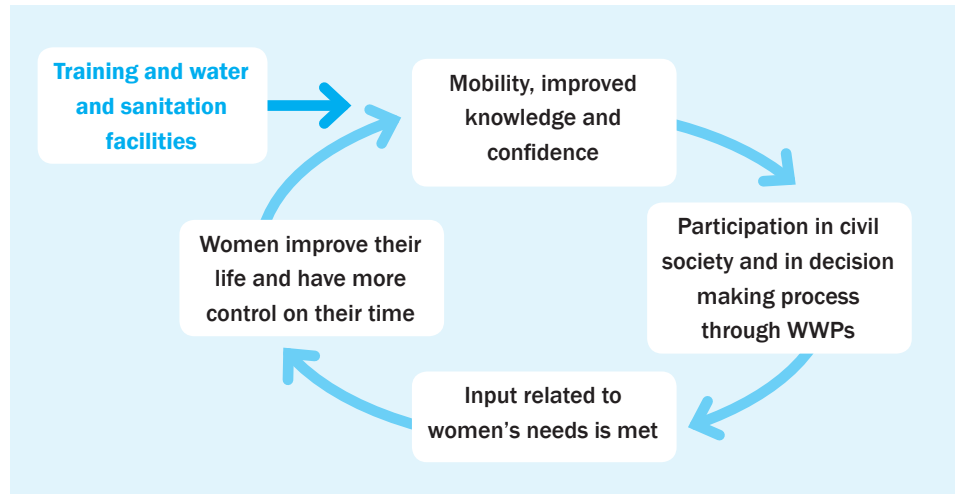 Training and water
and sanitation
facilities
Mobility, improved
knowledge and
confidence
Participation in civil
society and in decision
making process
through WWPs
Input related to
women's needs is met
Women improve their
life and have more
control on their time